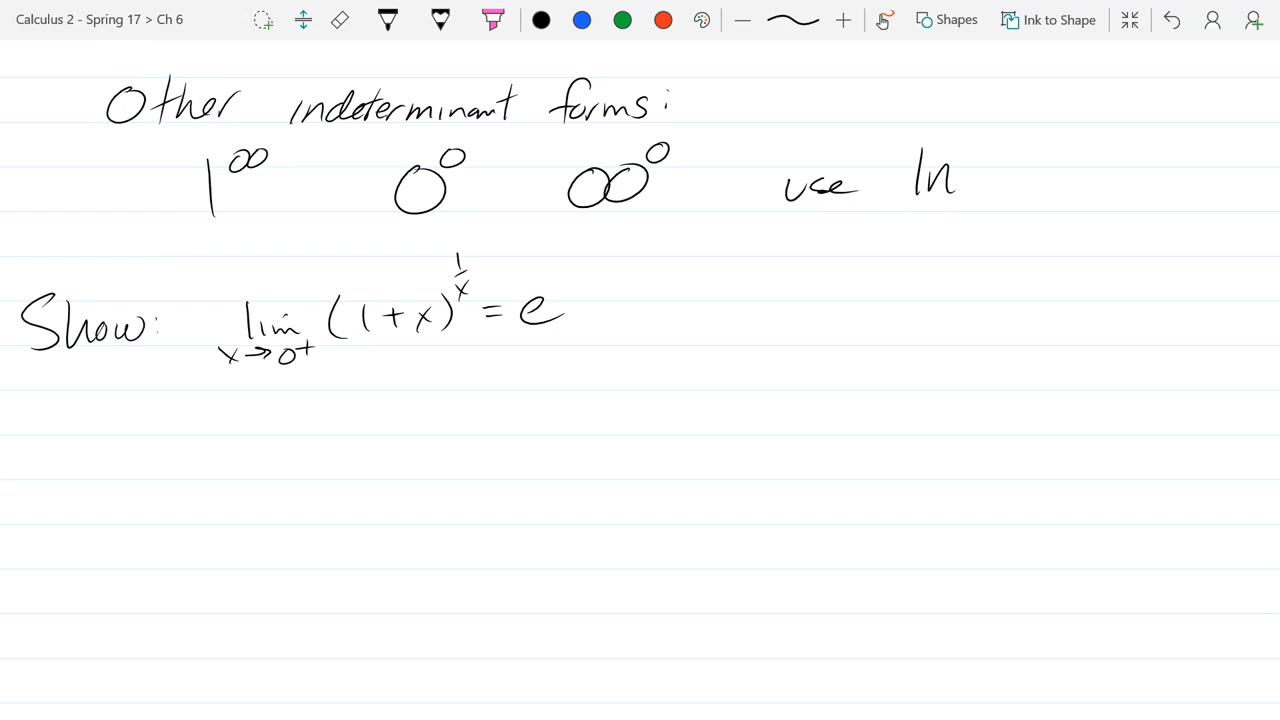 Calculus 2 - Spring 17 > Ch 6 Shapes Ink to Shape
Other indeterminant forms:
1^∞ 0^0 ∞^0 use ln
Show: lim x→0⁺ (1+x)^(1/x) = e